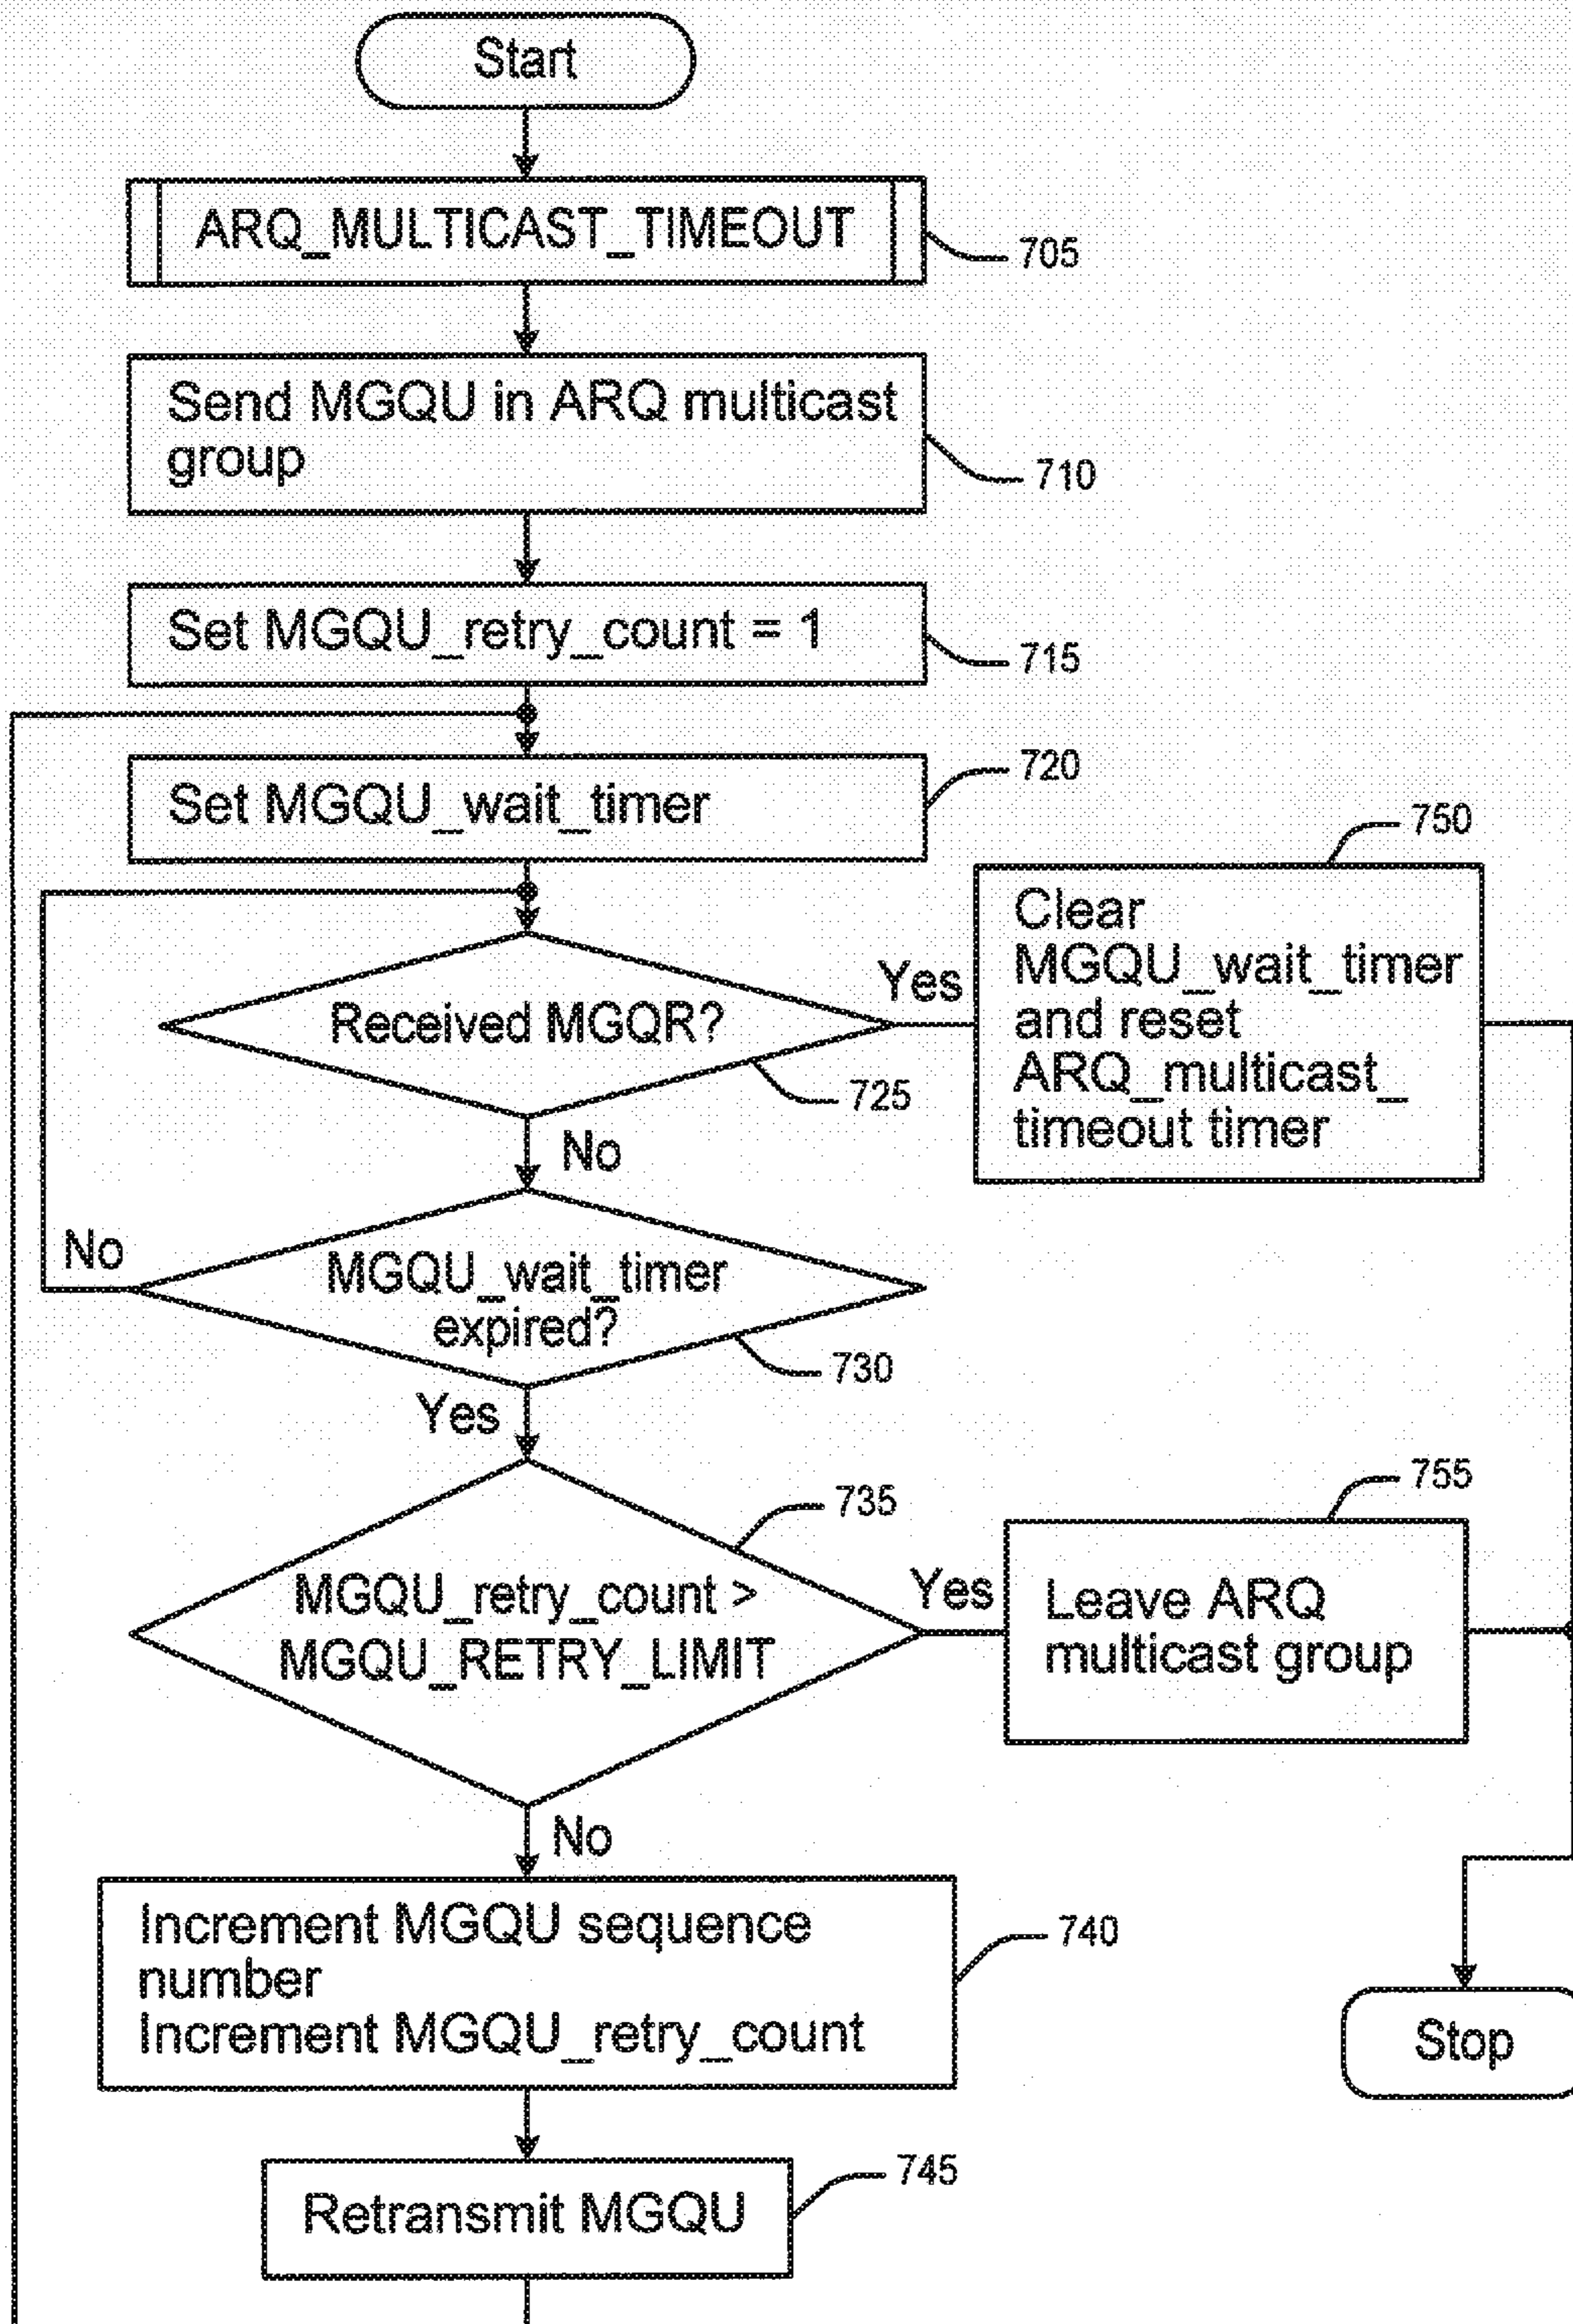 Start
ARQ_MULTICAST_TIMEOUT
705
Send MGQU in ARQ multicast
group
710
Set MGQU_retry_count = 1
715
Set MGQU_wait_timer
720
750
Clear
MGQU_wait_timer
and reset
ARQ_multicast_
timeout timer
Received MGQR?
Yes
725
No
MGQU_wait_timer
expired?
No
730
Yes
735
MGQU_retry_count >
MGQU_RETRY_LIMIT
Yes
755
Leave ARQ
multicast group
No
Increment MGQU sequence
number
Increment MGQU_retry_count
740
Stop
Retransmit MGQU
745